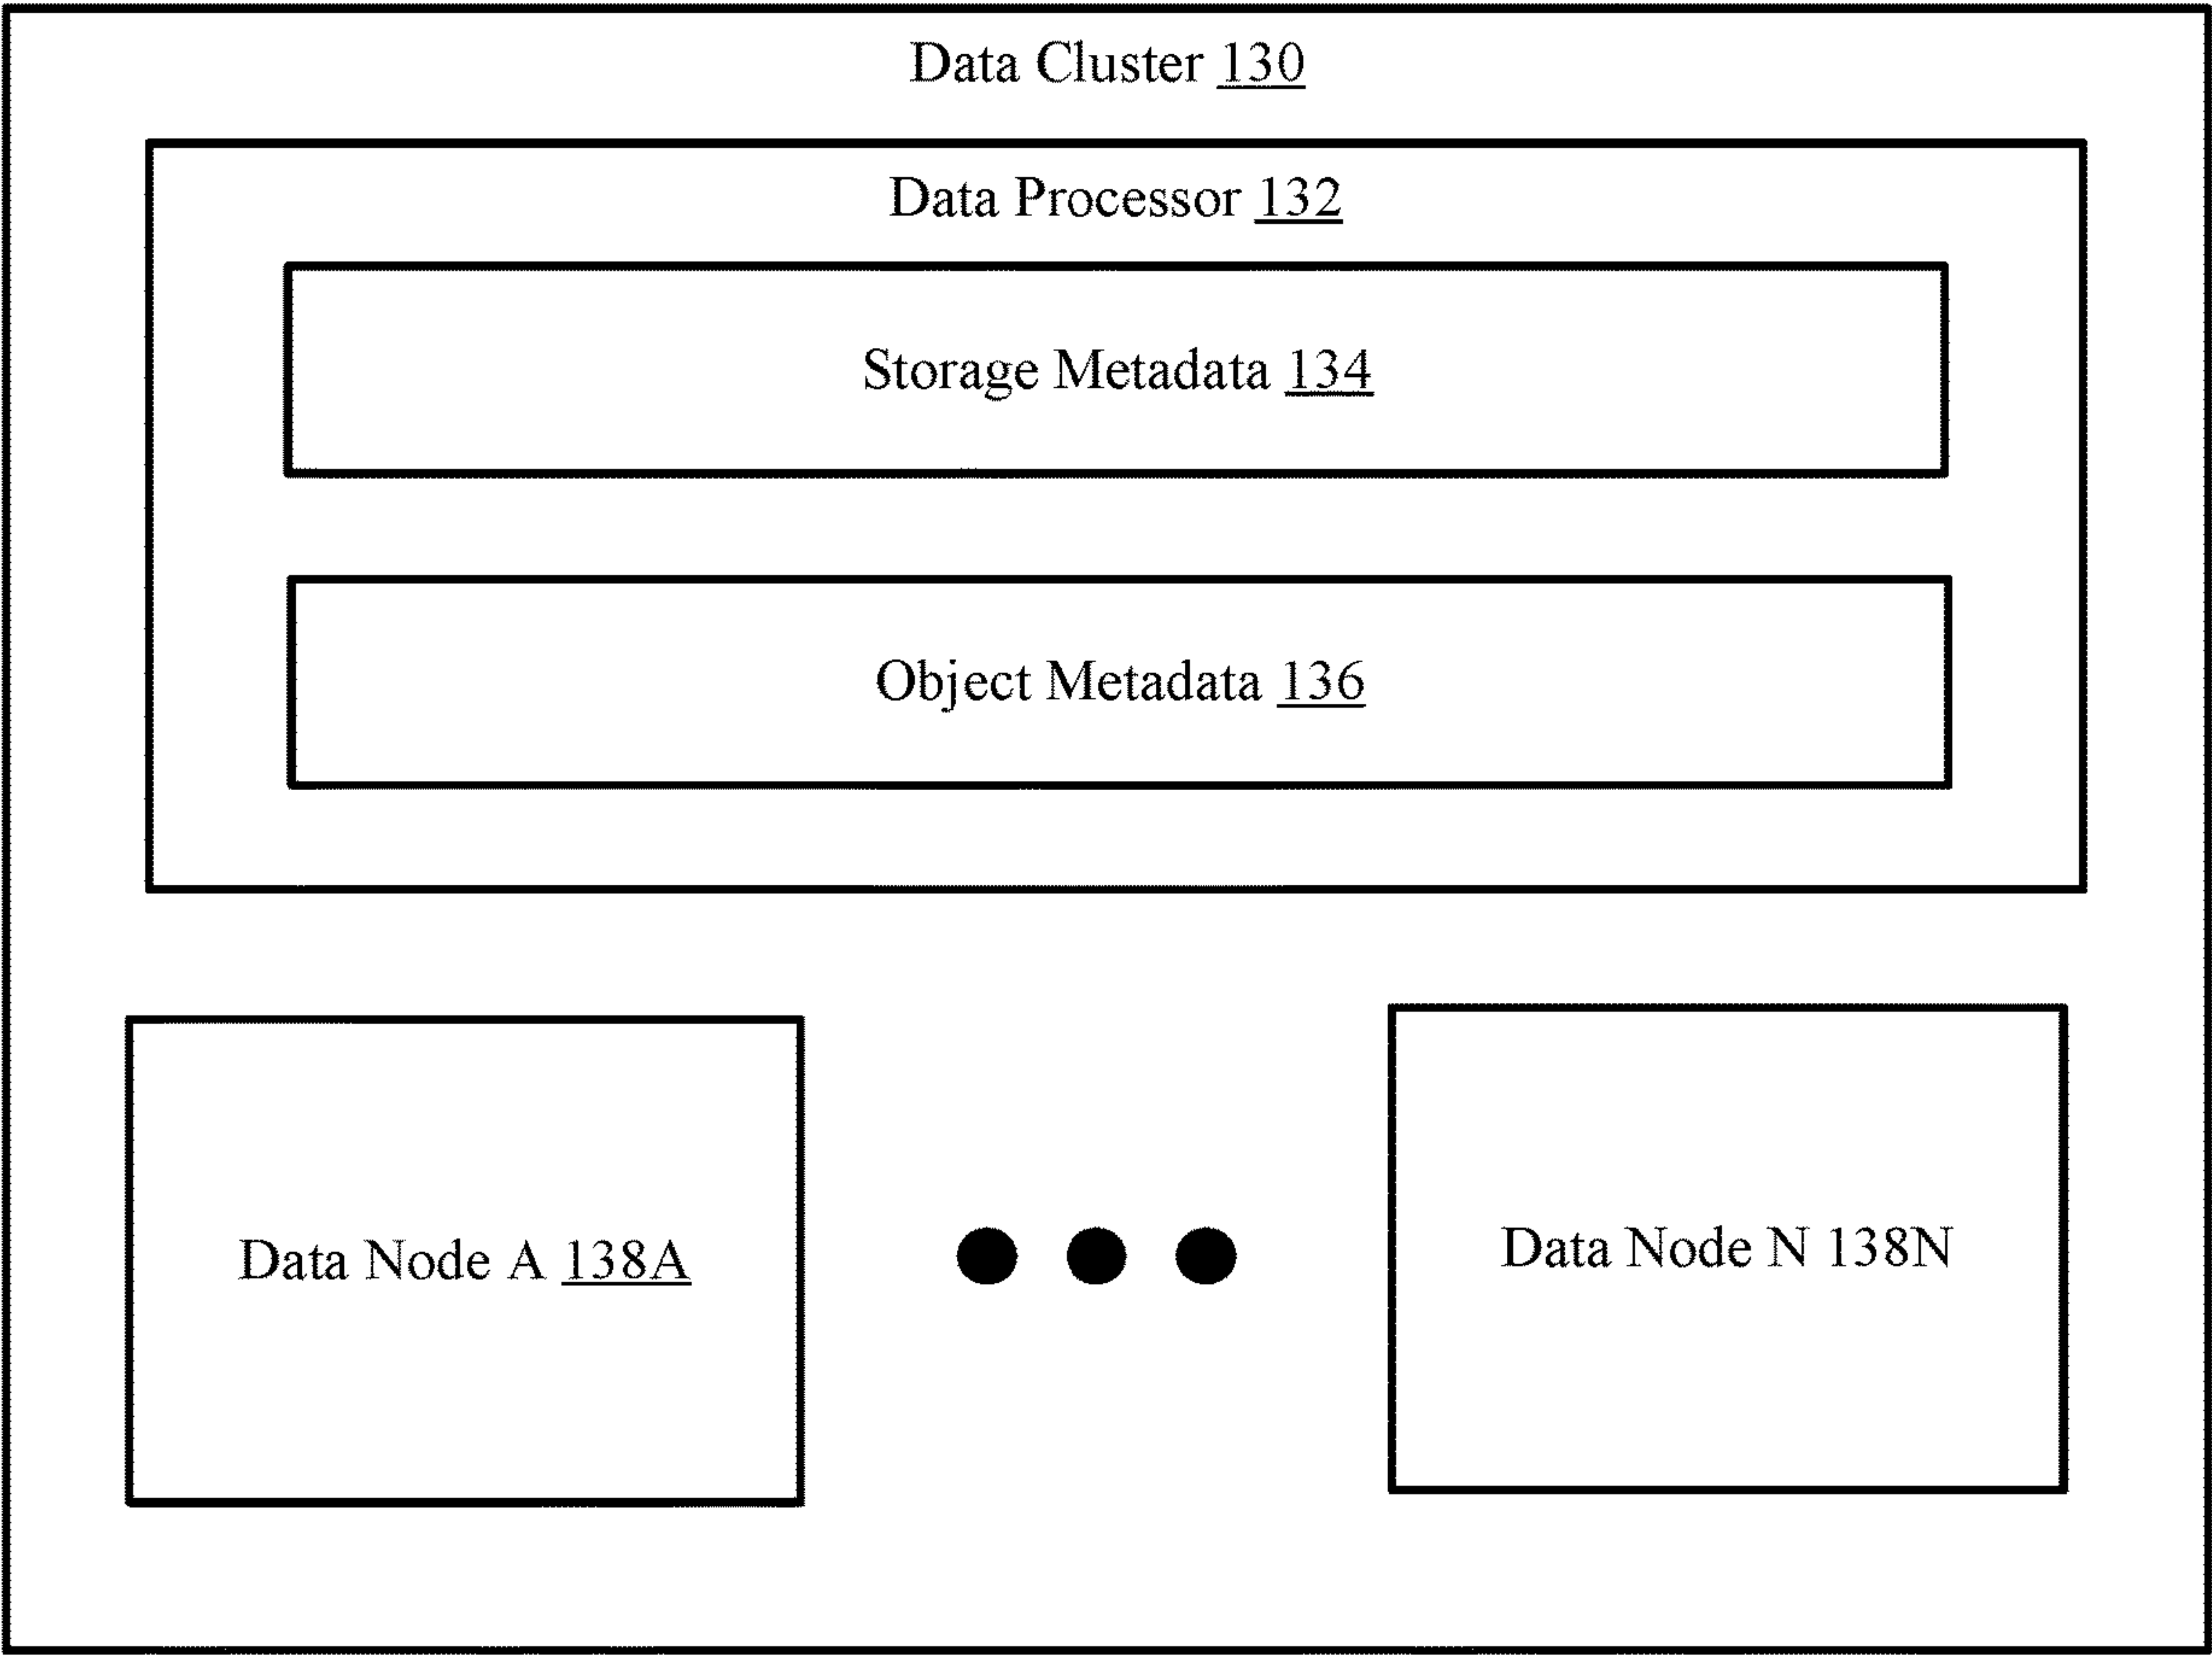 Data Cluster 130
Data Processor 132
Storage Metadata 134
Object Metadata 136
Data Node A 138A
Data Node N 138N